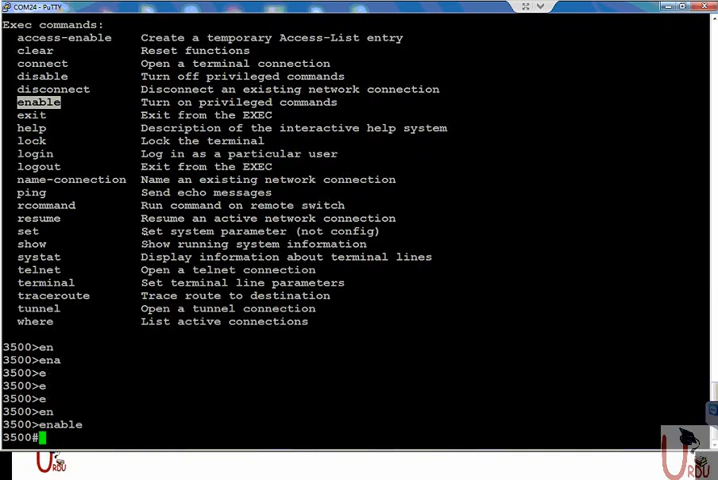 COM24 - PuTTY
Exec commands:
access-enable Create a temporary Access-List entry
clear Reset functions
connect Open a terminal connection
disable Turn off privileged commands
disconnect Disconnect an existing network connection
enable Turn on privileged commands
exit Exit from the EXEC
help Description of the interactive help system
lock Lock the terminal
login Log in as a particular user
logout Exit from the EXEC
name-connection Name an existing network connection
ping Send echo messages
rcommand Run command on remote switch
resume Resume an active network connection
set Set system parameter (not config)
show Show running system information
systat Display information about terminal lines
telnet Open a telnet connection
terminal Set terminal line parameters
traceroute Trace route to destination
tunnel Open a tunnel connection
where List active connections
3500>en
3500>ena
3500>e
3500>e
3500>e
3500>en
3500>enable
3500#
URDU
URDU